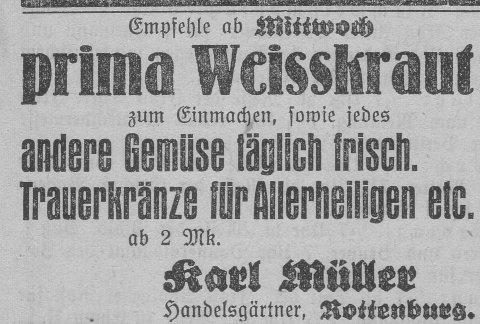 Empfehle ab Mittwoch
prima Weisskraut
zum Einmachen, sowie jedes
andere Gemüse täglich frisch.
Trauerkränze für Allerheiligen etc.
ab 2 Mk.
Karl Müller
Handelsgärtner, Rottenburg.